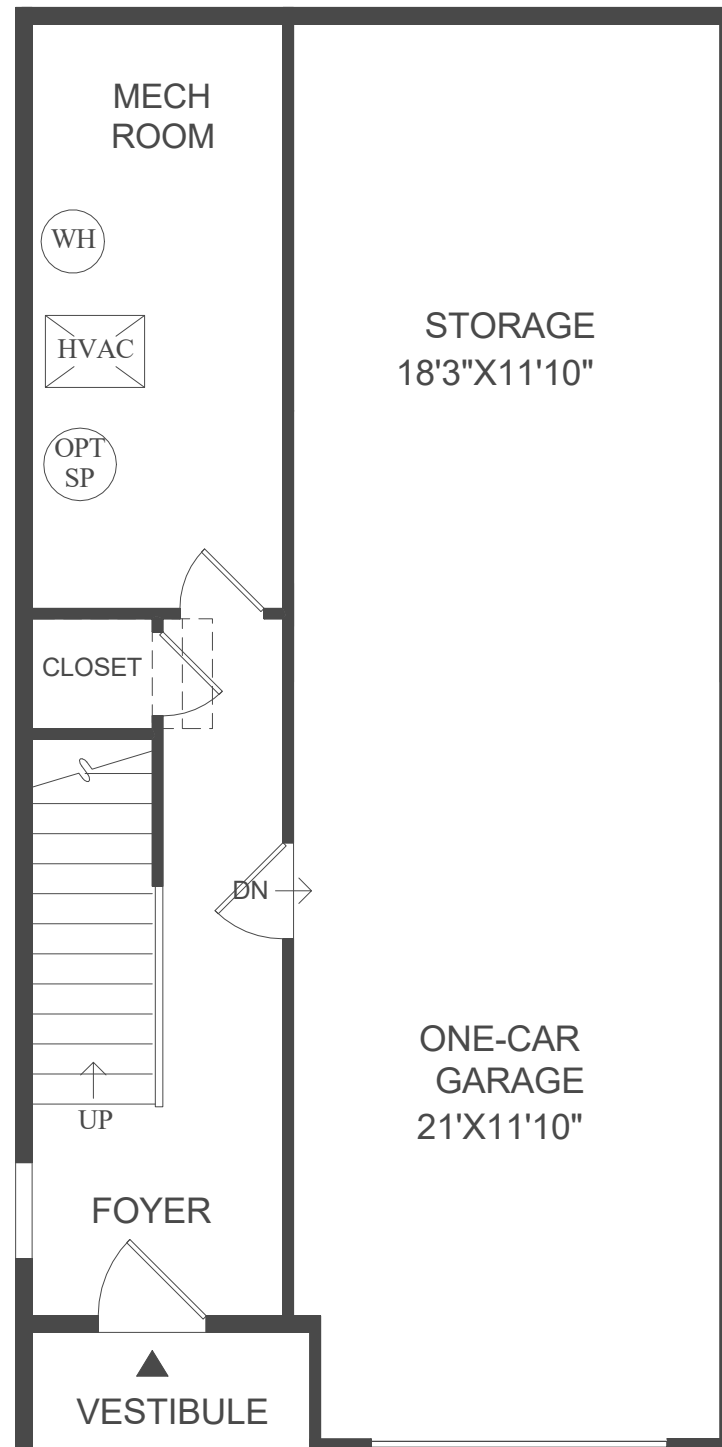 MECH
ROOM
WH
HVAC
OPT
SP
STORAGE
18'3"X11'10"
CLOSET
DN
ONE-CAR
GARAGE
21'X11'10"
UP
FOYER
VESTIBULE